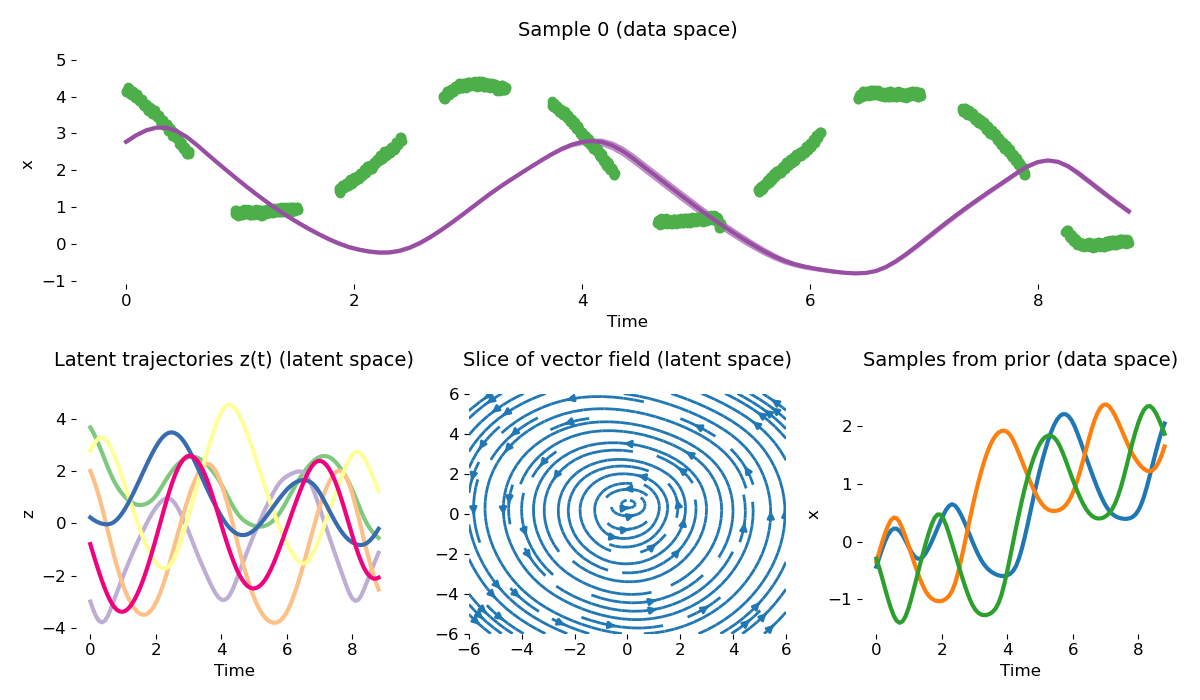 Sample 0 (data space)
5
4
3
2
1
0
−1
x
0 2 4 6 8
Time
Latent trajectories z(t) (latent space)
4
2
0
−2
−4
z
0 2 4 6 8
Time
Slice of vector field (latent space)
6
4
2
0
−2
−4
−6
−6 −4 −2 0 2 4 6
Samples from prior (data space)
2
1
0
−1
x
0 2 4 6 8
Time